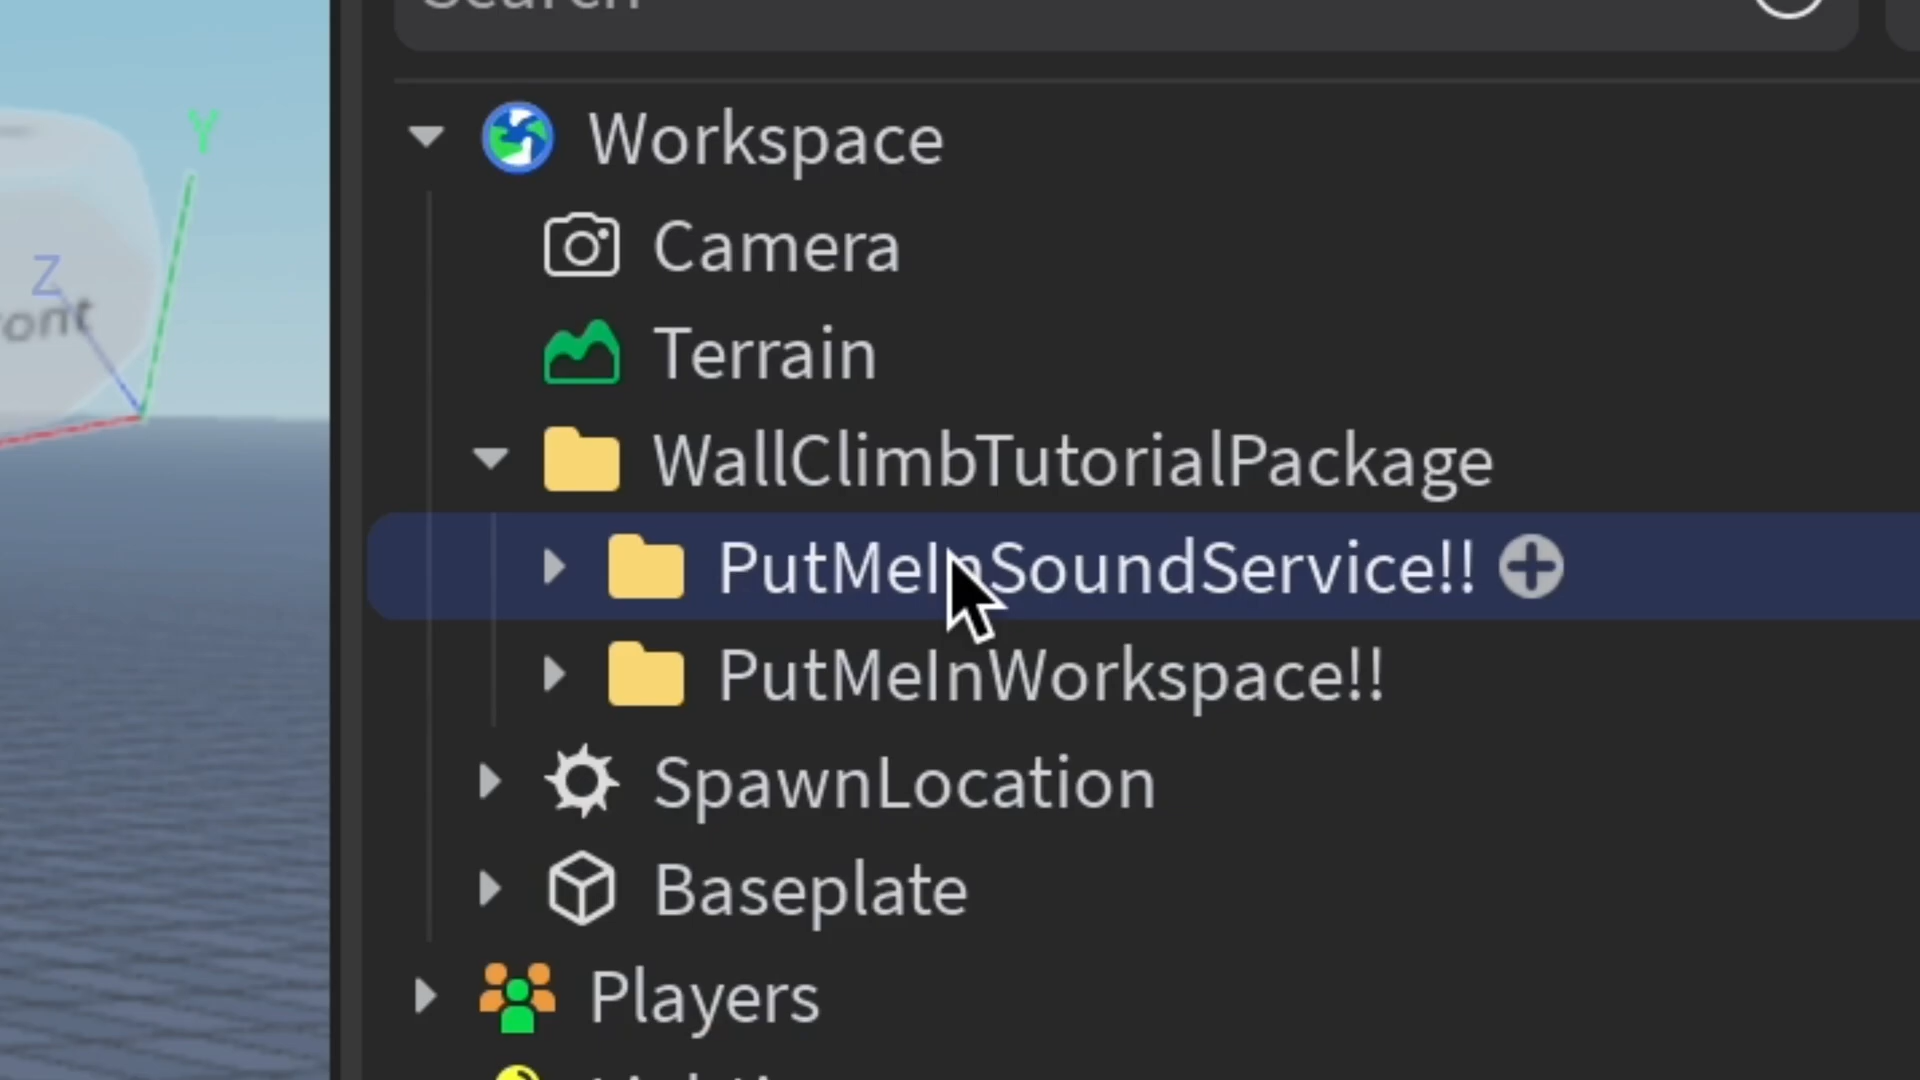 Search
Workspace
Y
Camera
Z
Terrain
WallClimbTutorialPackage
PutMeInSoundService!!
PutMeInWorkspace!!
SpawnLocation
Baseplate
Players